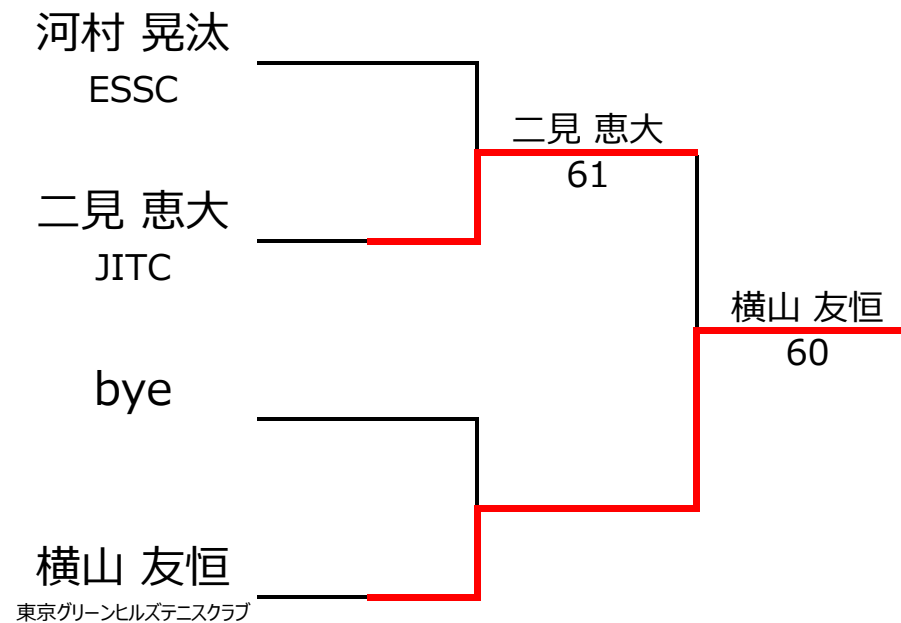 河村 晃汰
ESSC
二見 恵大
61
二見 恵大
JITC
横山 友恒
60
bye
横山 友恒
東京グリーンヒルズテニスクラブ